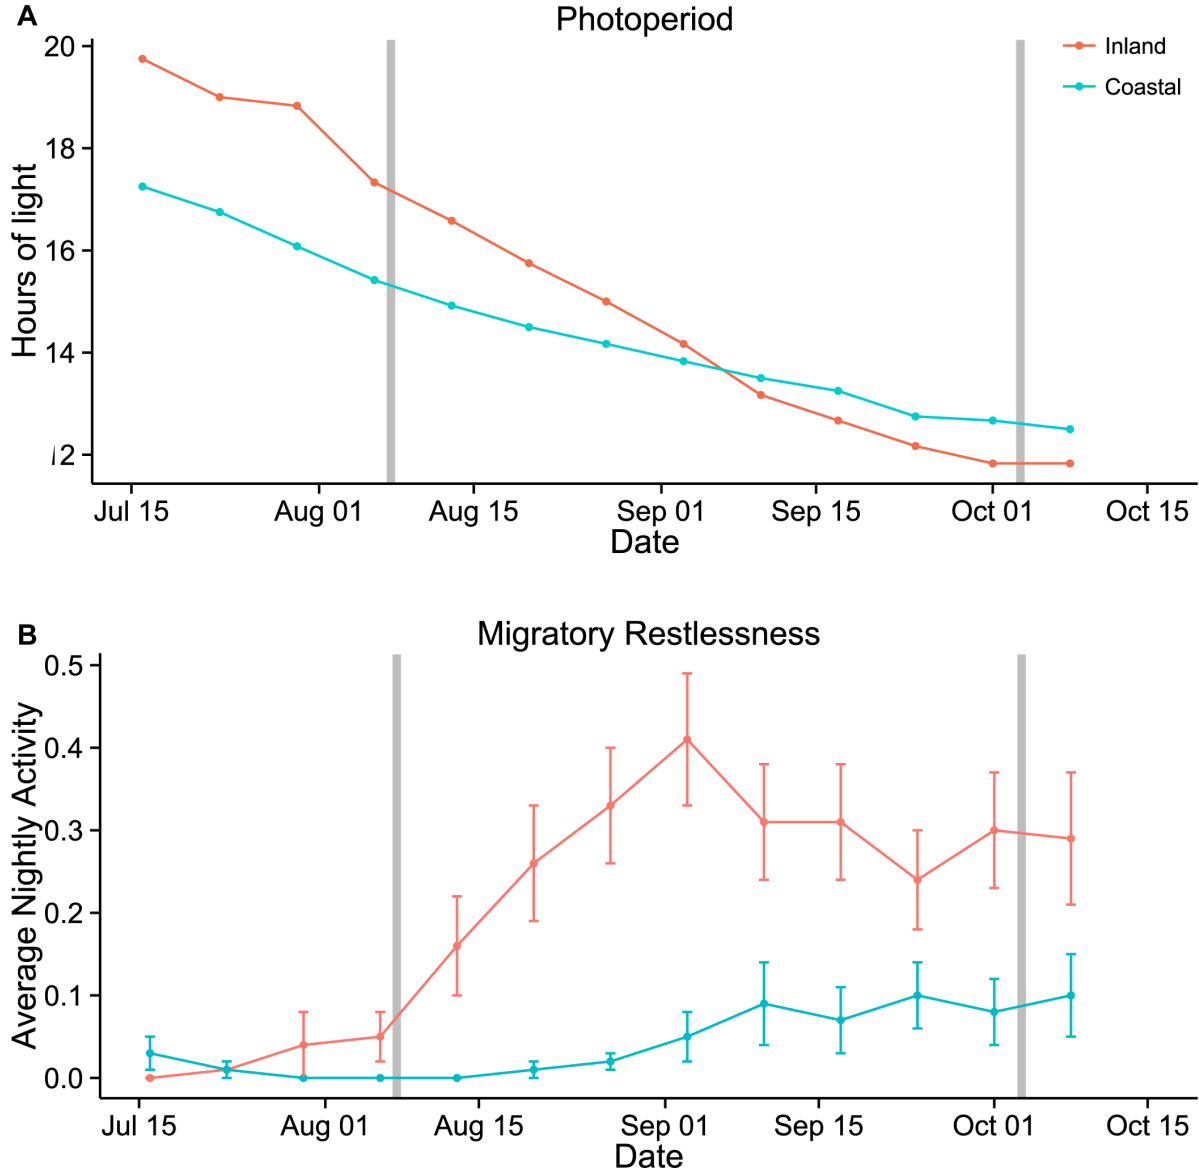 A
Photoperiod
Inland
Coastal
20
18
16
14
12
Hours of light
Jul 15 Aug 01 Aug 15 Sep 01 Sep 15 Oct 01 Oct 15
Date
B
Migratory Restlessness
0.5
0.4
0.3
0.2
0.1
0.0
Average Nightly Activity
Jul 15 Aug 01 Aug 15 Sep 01 Sep 15 Oct 01 Oct 15
Date